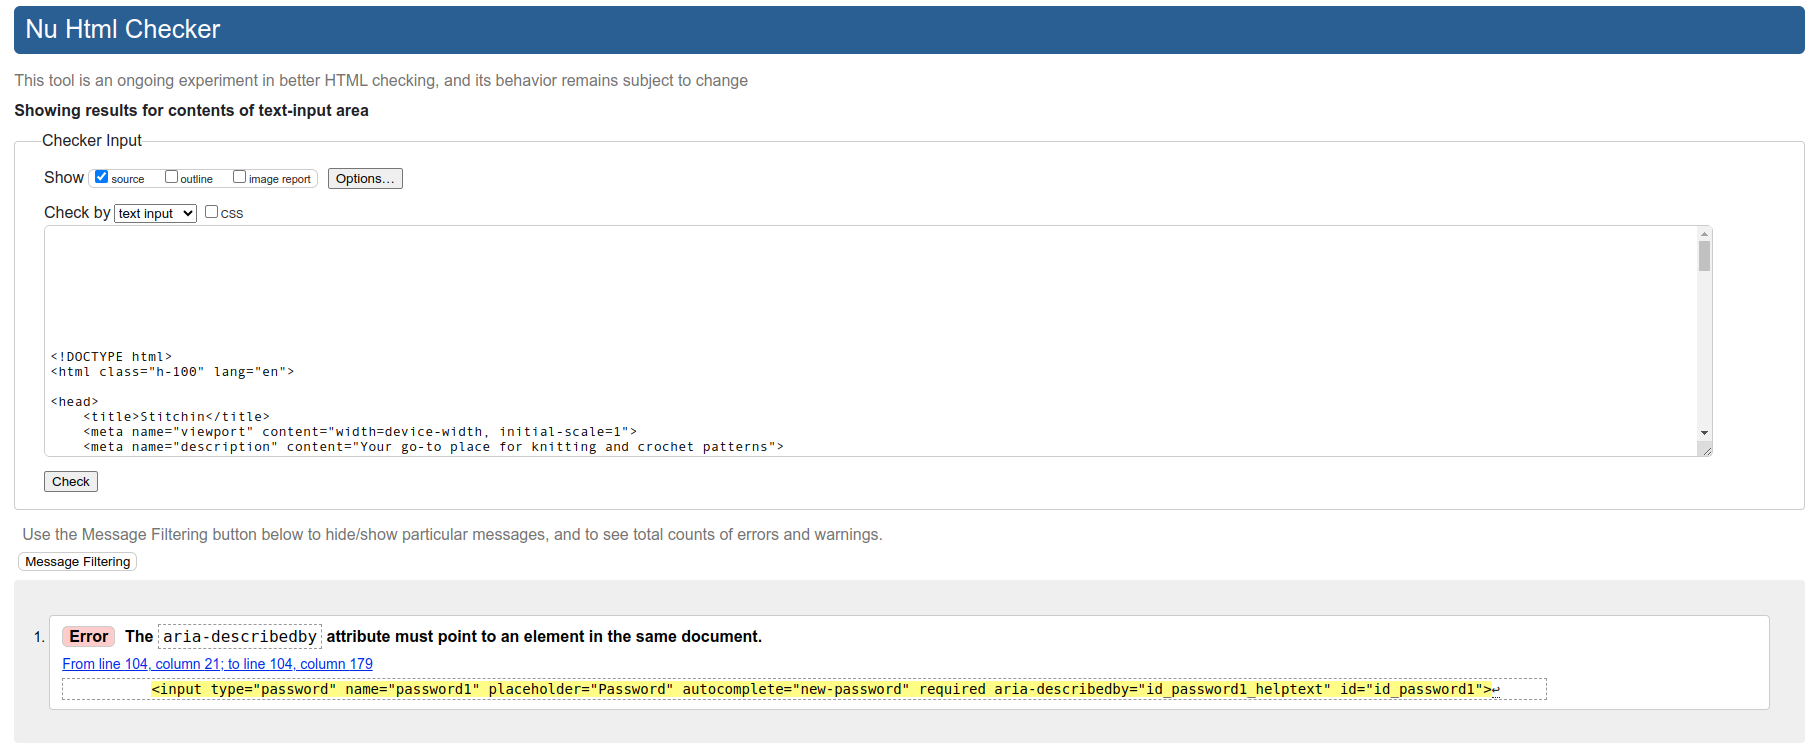 Nu Html Checker
This tool is an ongoing experiment in better HTML checking, and its behavior remains subject to change
Showing results for contents of text-input area
Checker Input
Show source outline image report Options...
Check by text input CSS
<!DOCTYPE html>
<html class="h-100" lang="en">
<head>
<title>Stitchin</title>
<meta name="viewport" content="width=device-width, initial-scale=1">
<meta name="description" content="Your go-to place for knitting and crochet patterns">
Check
Use the Message Filtering button below to hide/show particular messages, and to see total counts of errors and warnings.
Message Filtering
1. Error The aria-describedby attribute must point to an element in the same document.
From line 104, column 21; to line 104, column 179
<input type="password" name="password1" placeholder="Password" autocomplete="new-password" required aria-describedby="id_password1_helptext" id="id_password1">↩